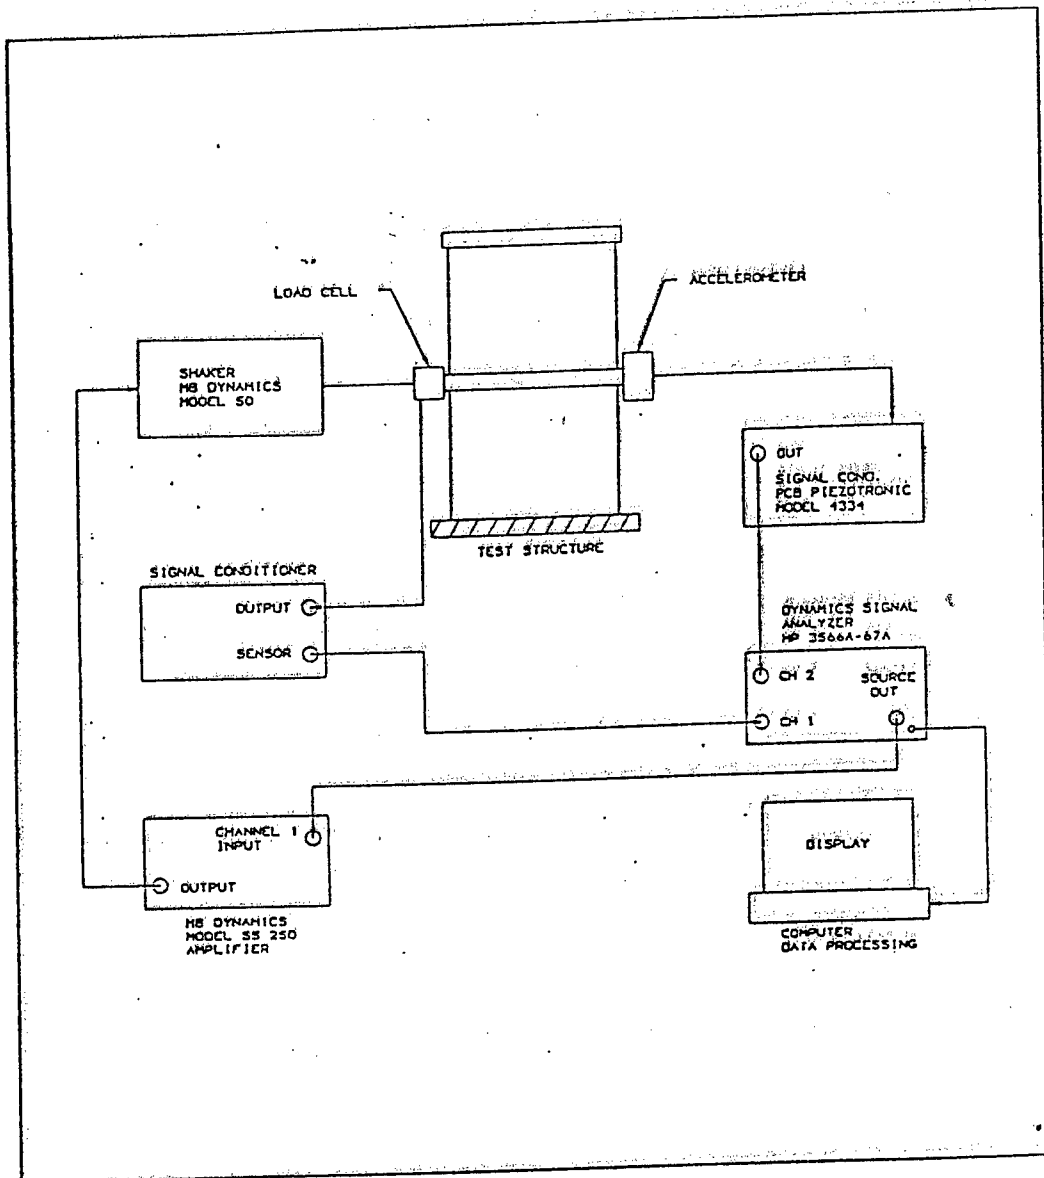 LOAD CELL
ACCELEROMETER
SHAKER
MB DYNAMICS
MODEL 50
OUT
SIGNAL COND.
PCB PIEZOTRONIC
MODEL 4334
TEST STRUCTURE
SIGNAL CONDITIONER
OUTPUT
SENSOR
DYNAMICS SIGNAL
ANALYZER
HP 3566A-67A
CH 2
SOURCE
OUT
CH 1
CHANNEL 1
INPUT
OUTPUT
MB DYNAMICS
MODEL SS 250
AMPLIFIER
DISPLAY
COMPUTER
DATA PROCESSING